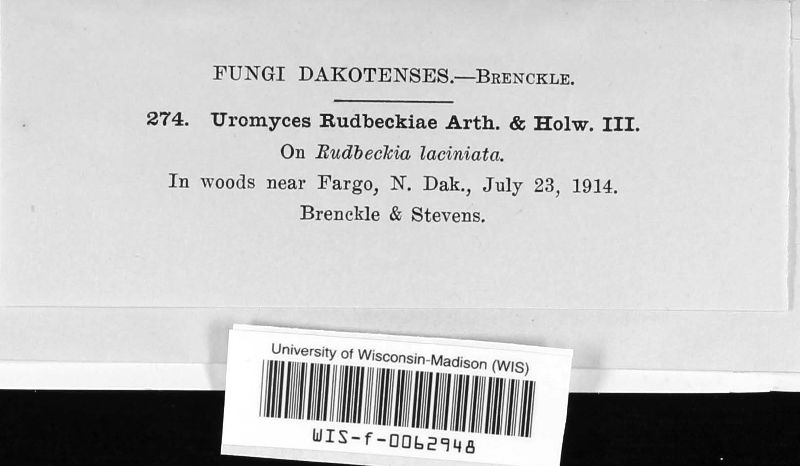 FUNGI DAKOTENSES.—BRENCKLE.
274. Uromyces Rudbeckiae Arth. & Holw. III.
On Rudbeckia laciniata.
In woods near Fargo, N. Dak., July 23, 1914.
Brenckle & Stevens.
University of Wisconsin-Madison (WIS)
WIS-f-0062948